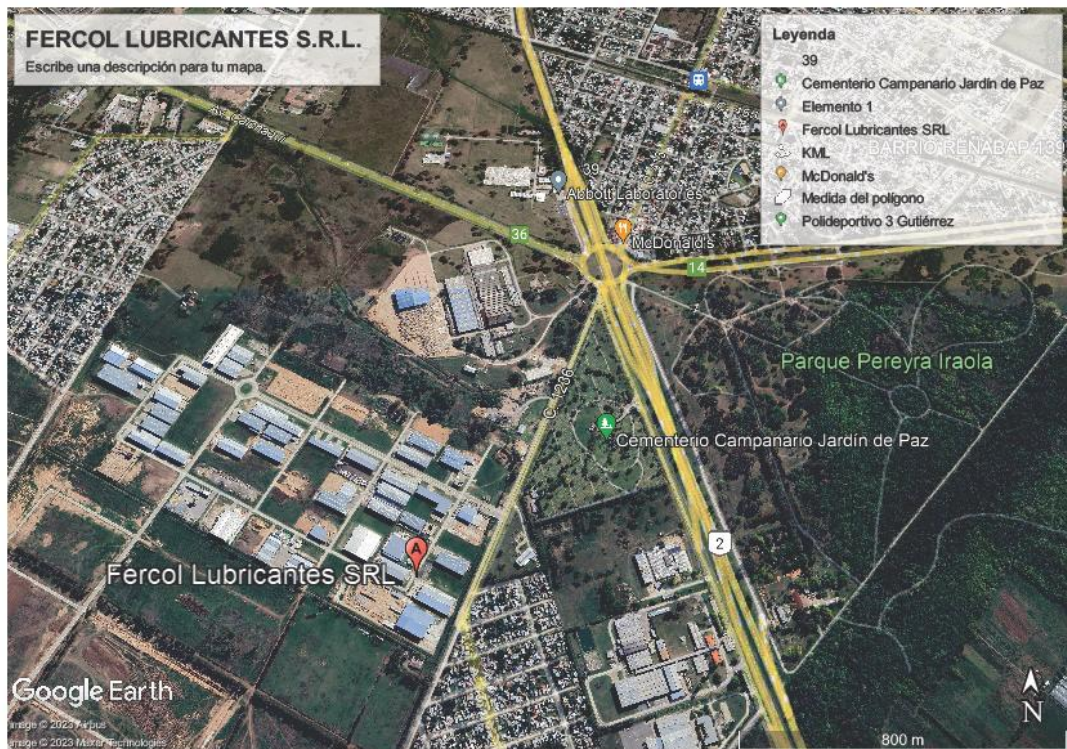 FERCOL LUBRICANTES S.R.L.
Escribe una descripción para tu mapa.
Leyenda
39
Cementerio Campanario Jardín de Paz
Elemento 1
Fercol Lubricantes SRL
KML
McDonald's
Medida del polígono
Polideportivo 3 Gutiérrez
BARRIO RENABAP 139
39
Abbott Laboratories
McDonald's
36
14
Parque Pereyra Iraola
C. 1236
Cementerio Campanario Jardín de Paz
2
A
Fercol Lubricantes SRL
Google Earth
Image © 2023 Airbus
Image © 2023 Maxar Technologies
N
800 m